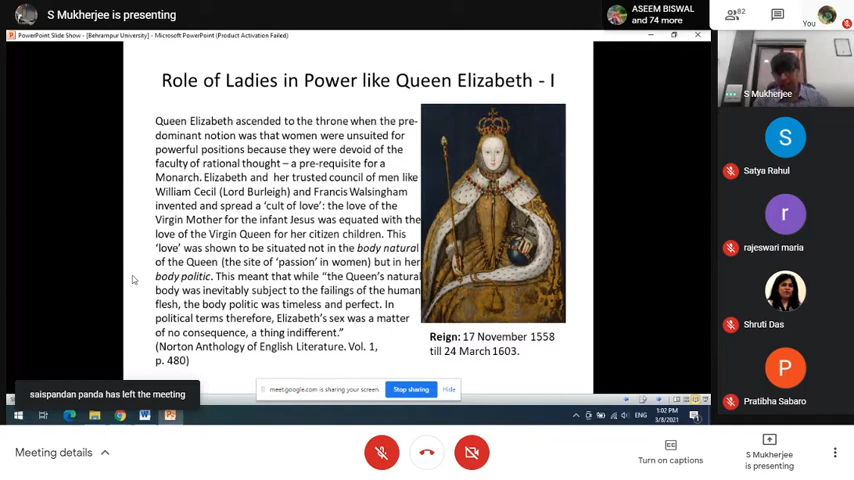 S Mukherjee is presenting
ASEEM BISWAL
and 74 more
82
You
PowerPoint Slide Show - [Behrampur University] - Microsoft PowerPoint (Product Activation Failed)
Role of Ladies in Power like Queen Elizabeth - I
Queen Elizabeth ascended to the throne when the pre-
dominant notion was that women were unsuited for
powerful positions because they were devoid of the
faculty of rational thought – a pre-requisite for a
Monarch. Elizabeth and her trusted council of men like
William Cecil (Lord Burleigh) and Francis Walsingham
invented and spread a ‘cult of love’: the love of the
Virgin Mother for the infant Jesus was equated with the
love of the Virgin Queen for her citizen children. This
‘love’ was shown to be situated not in the body natural
of the Queen (the site of ‘passion’ in women) but in her
body politic. This meant that while “the Queen’s natural
body was inevitably subject to the failings of the human
flesh, the body politic was timeless and perfect. In
political terms therefore, Elizabeth’s sex was a matter
of no consequence, a thing indifferent.”
(Norton Anthology of English Literature. Vol. 1,
p. 480)
Reign: 17 November 1558
till 24 March 1603.
S Mukherjee
S
Satya Rahul
r
rajeswari maria
Shruti Das
P
Pratibha Sabaro
saispandan panda has left the meeting
meet.google.com is sharing your screen.
Stop sharing
Hide
1:02 PM
3/8/2021
Meeting details
Turn on captions
S Mukherjee
is presenting